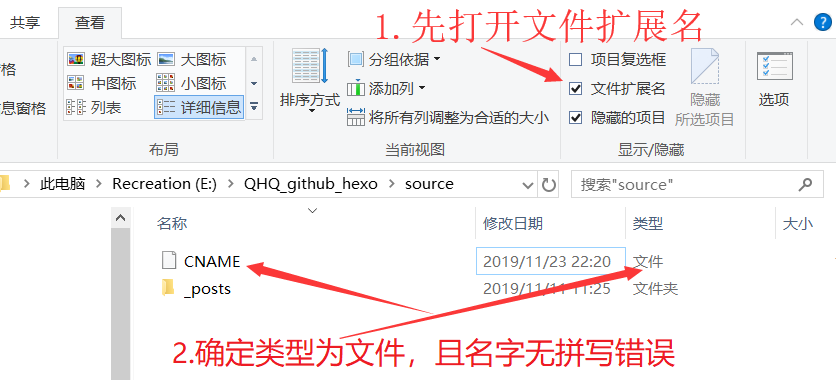 共享
查看
1. 先打开文件扩展名
超大图标
大图标
中图标
小图标
列表
详细信息
布局
排序方式
分组依据
添加列
将所有列调整为合适的大小
当前视图
项目复选框
文件扩展名
隐藏的项目
隐藏
所选项目
显示/隐藏
选项
格
息窗格
此电脑 > Recreation (E:) > QHQ_github_hexo > source
搜索"source"
名称 修改日期 类型 大小
CNAME 2019/11/23 22:20 文件
_posts 2019/11/11 11:25 文件夹
2.确定类型为文件，且名字无拼写错误